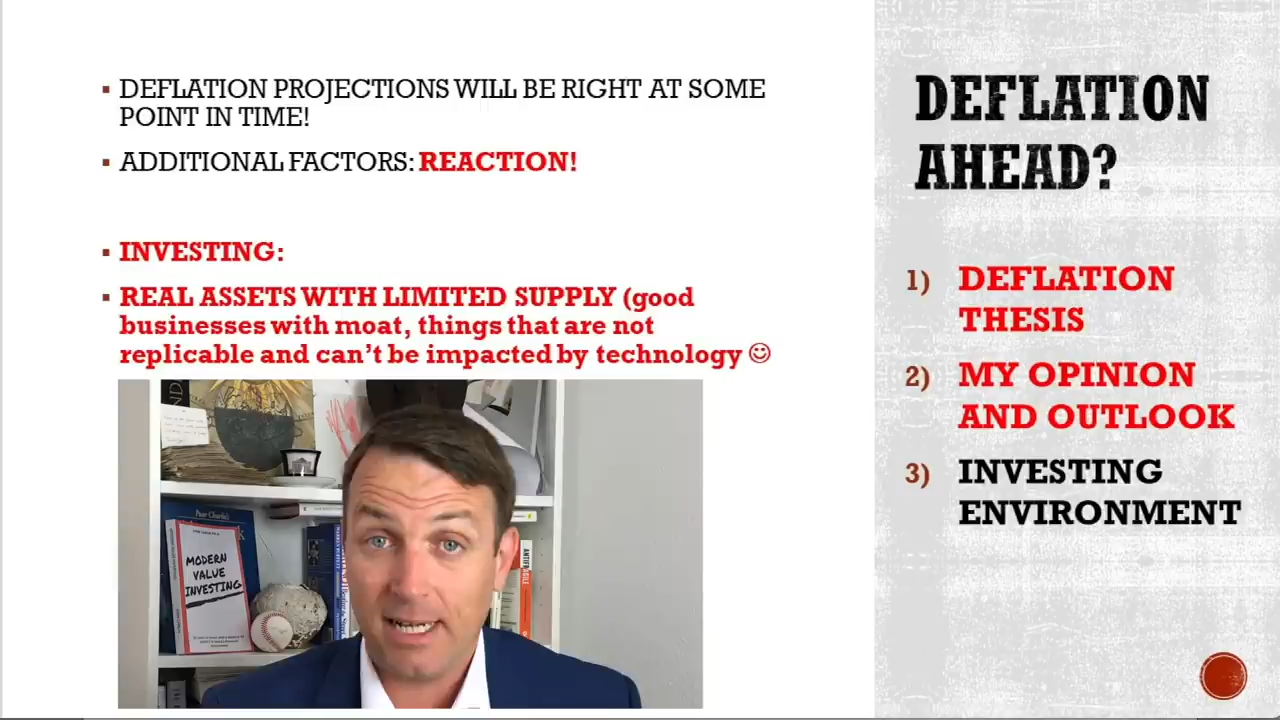 DEFLATION PROJECTIONS WILL BE RIGHT AT SOME
POINT IN TIME!
ADDITIONAL FACTORS: REACTION!
INVESTING:
REAL ASSETS WITH LIMITED SUPPLY (good
businesses with moat, things that are not
replicable and can't be impacted by technology ☺
DEFLATION
AHEAD?
1) DEFLATION
THESIS
2) MY OPINION
AND OUTLOOK
3) INVESTING
ENVIRONMENT
Poor Charlie's
MODERN
VALUE
INVESTING